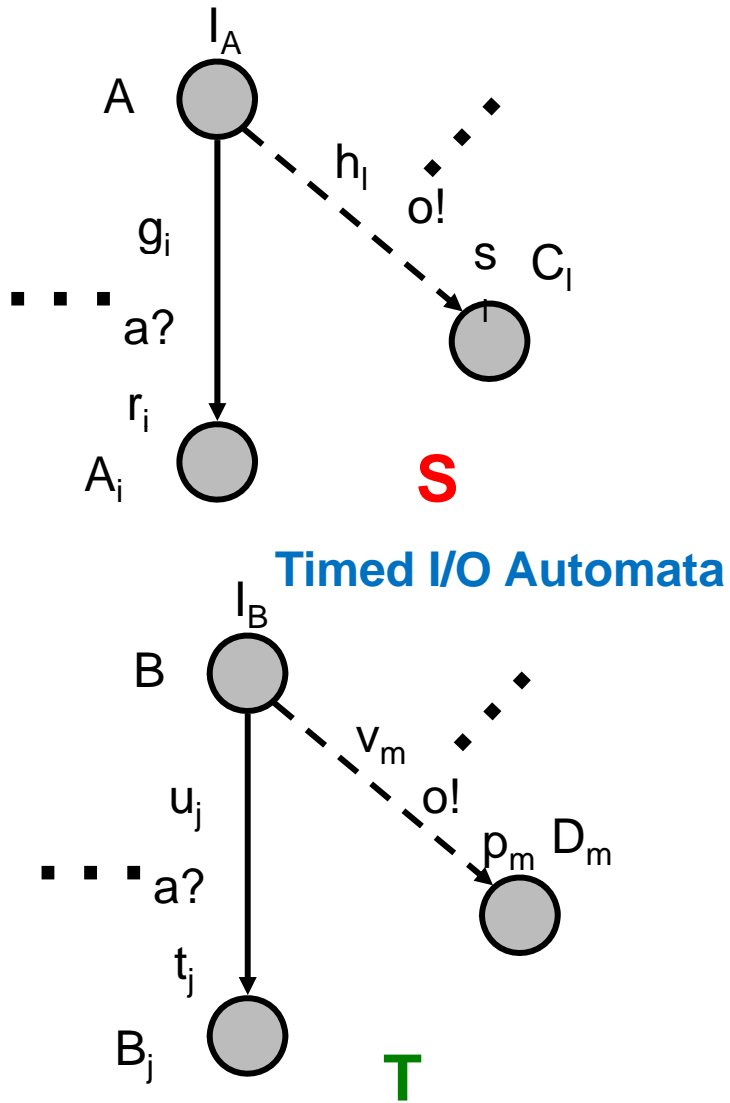 I_A
A
h_l
o!
g_i
s_l C_l
a?
r_i
A_i
S
Timed I/O Automata
I_B
B
v_m
u_j
o!
p_m D_m
a?
t_j
B_j
T